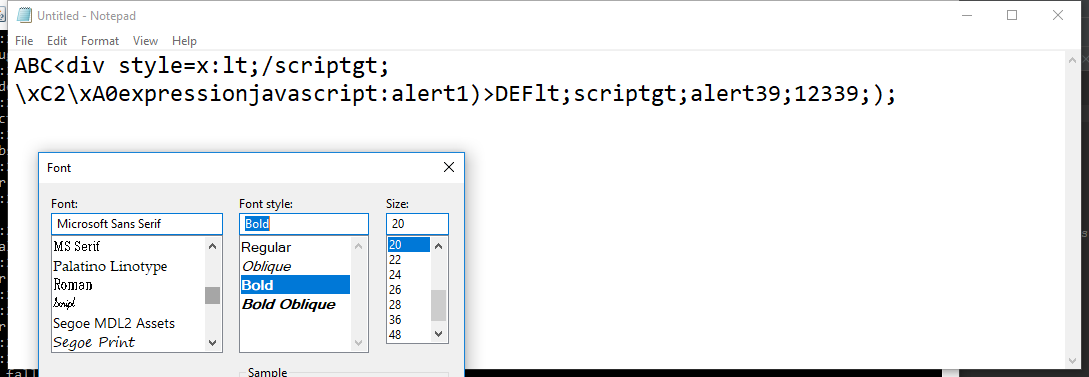 Untitled - Notepad
File Edit Format View Help
ABC<div style=x:lt;/scriptgt;
\xC2\xA0expressionjavascript:alert1)>DEFlt;scriptgt;alert39;12339;);
Font
Font: Font style: Size:
Microsoft Sans Serif Bold 20
MS Serif Regular 20
Palatino Linotype Oblique 22
Roman Bold 24
Script Bold Oblique 26
Segoe MDL2 Assets 28
Segoe Print 36
48
Sample